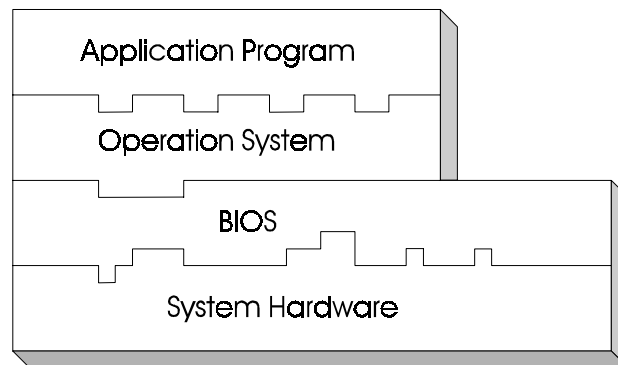 Application Program
Operation System
BIOS
System Hardware